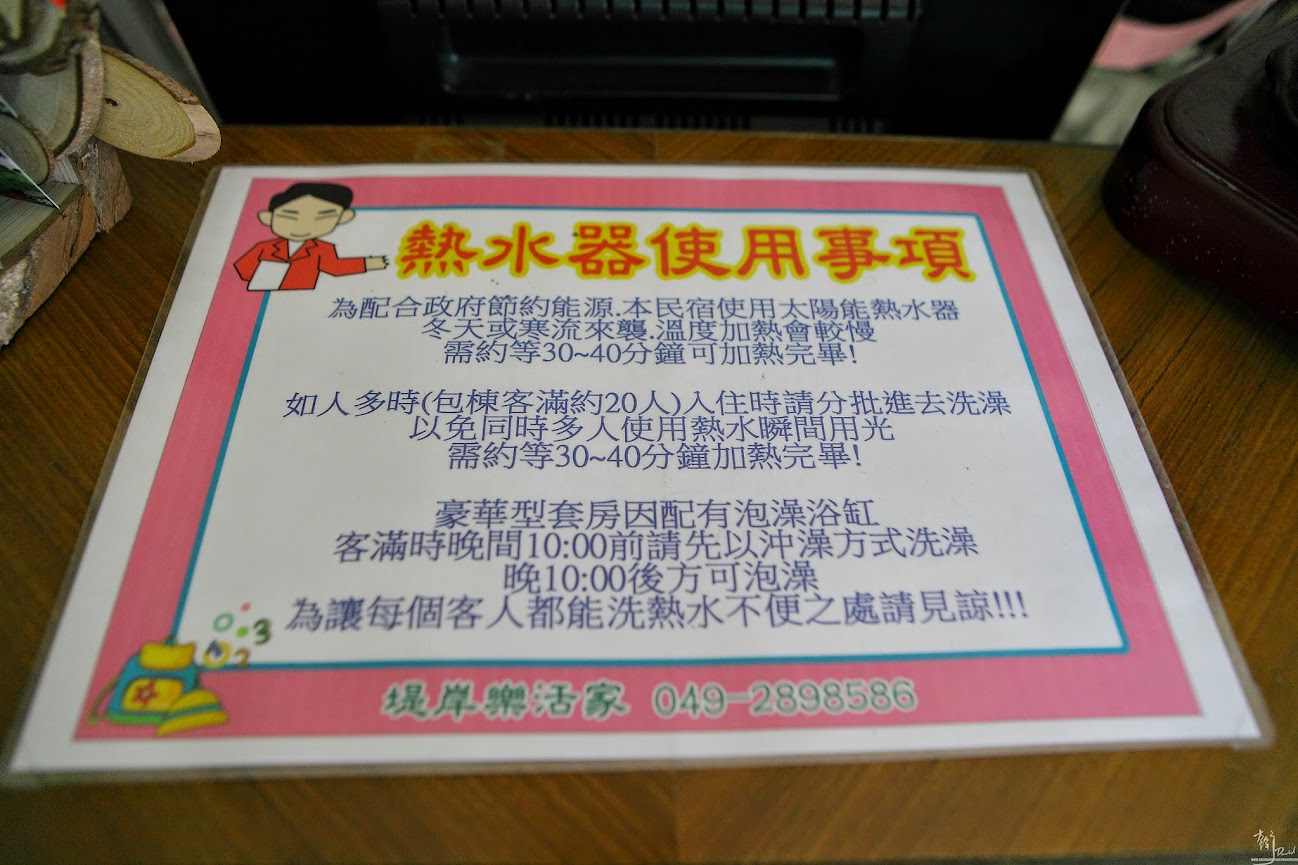 熱水器使用事項
為配合政府節約能源.本民宿使用太陽能熱水器
冬天或寒流來襲.溫度加熱會較慢
需約等30~40分鐘可加熱完畢!
如人多時(包棟客滿約20人)入住時請分批進去洗澡
以免同時多人使用熱水瞬間用光
需約等30~40分鐘加熱完畢!
豪華型套房因配有泡澡浴缸
客滿時晚間10:00前請先以沖澡方式洗澡
晚10:00後方可泡澡
為讓每個客人都能洗熱水不便之處請見諒!!!
堤岸樂活家 049-2898586